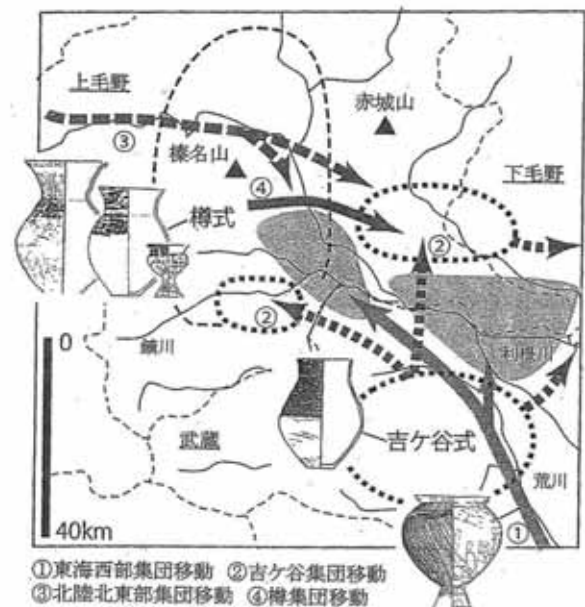 上毛野
赤城山
③
榛名山
下毛野
④
樽式
②
②
0
鏑川
利根川
武蔵
吉ケ谷式
荒川
40km
①
①東海西部集団移動 ②吉ケ谷集団移動
③北陸北東部集団移動 ④樽集団移動